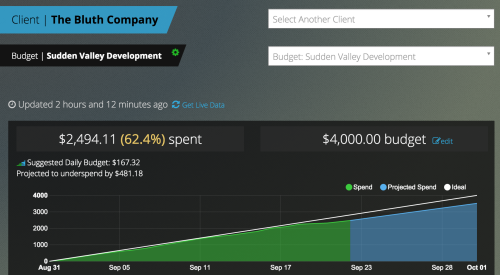 Client | The Bluth Company
Select Another Client
Budget | Sudden Valley Development
Budget: Sudden Valley Development
Updated 2 hours and 12 minutes ago Get Live Data
$2,494.11 (62.4%) spent
$4,000.00 budget edit
Suggested Daily Budget: $167.32
Projected to underspend by $481.18
Spend Projected Spend Ideal
4000
3000
2000
1000
0
Aug 31 Sep 05 Sep 11 Sep 17 Sep 23 Sep 28 Oct 01